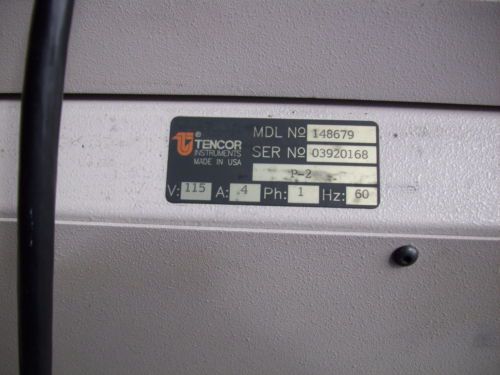 ® TENCOR
INSTRUMENTS
MADE IN USA
MDL Nº 148679
SER Nº 03920168
P-2
V: 115 A: 4 Ph: 1 Hz: 60